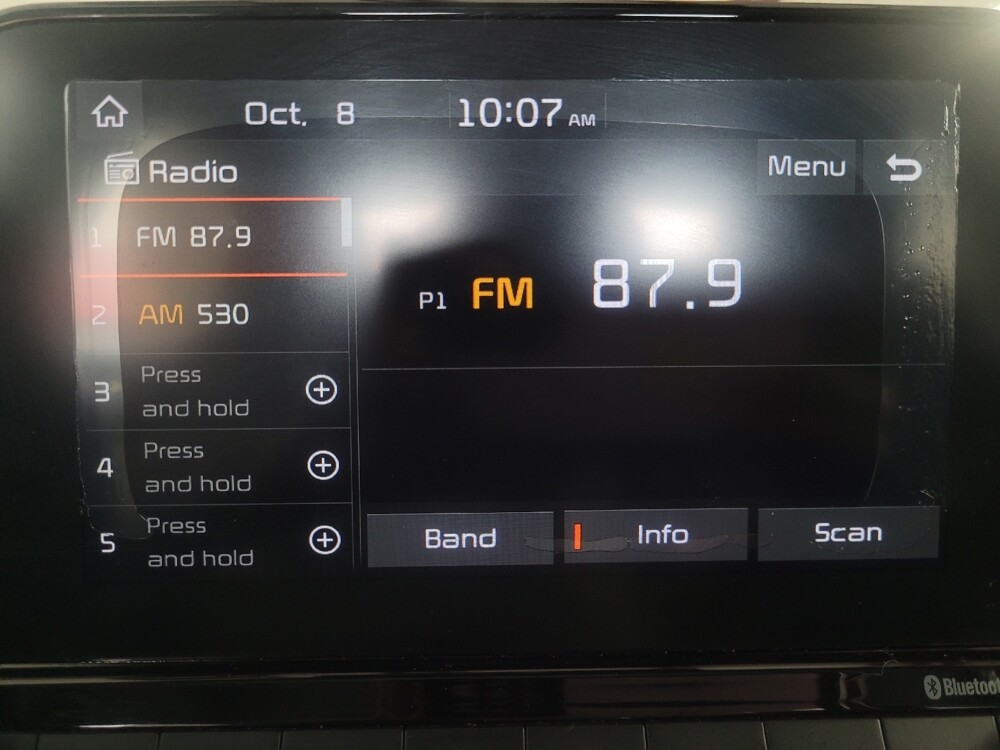 Oct. 8 10:07 AM
Radio
Menu
1 FM 87.9
P1 FM 87.9
2 AM 530
3 Press
and hold
4 Press
and hold
5 Press
and hold
Band
Info
Scan
Bluetoot